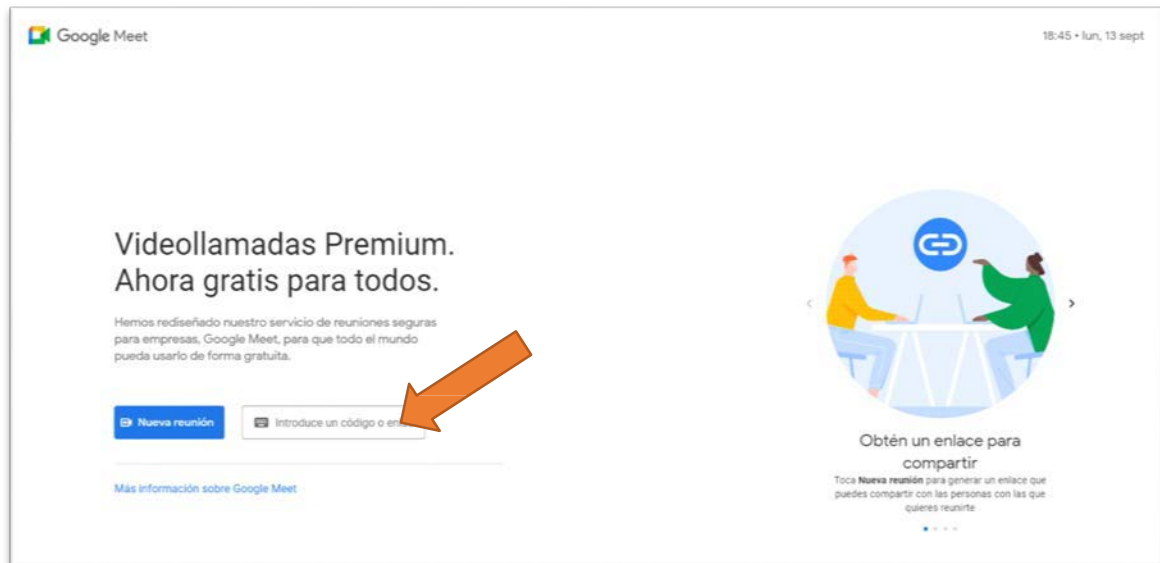 Google Meet
18:45 • lun, 13 sept
Videollamadas Premium.
Ahora gratis para todos.
Hemos rediseñado nuestro servicio de reuniones seguras
para empresas, Google Meet, para que todo el mundo
pueda usarlo de forma gratuita.
Nueva reunión
Introduce un código o
Más información sobre Google Meet
Obtén un enlace para
compartir
Toca Nueva reunión para generar un enlace que
puedes compartir con las personas con las que
quieres reunirte